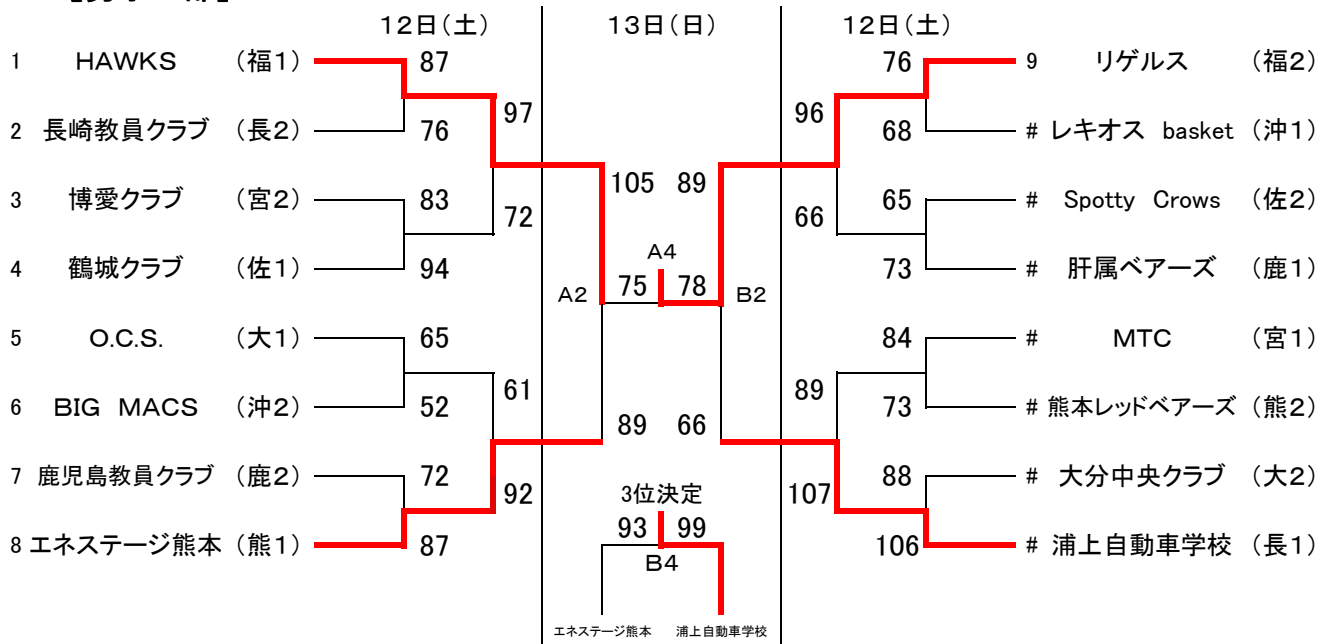 12日(土) 13日(日) 12日(土)
1 HAWKS (福1) 87 76 9 リゲルス (福2)
97 96
2 長崎教員クラブ (長2) 76 68 # レキオス basket (沖1)
105 89
3 博愛クラブ (宮2) 83 65 # Spotty Crows (佐2)
72 66
A4
4 鶴城クラブ (佐1) 94 73 # 肝属ベアーズ (鹿1)
A2 75 78 B2
5 O.C.S. (大1) 65 84 # MTC (宮1)
61 89
6 BIG MACS (沖2) 52 73 # 熊本レッドベアーズ (熊2)
89 66
7 鹿児島教員クラブ (鹿2) 72 88 # 大分中央クラブ (大2)
92 3位決定 107
93 99
8 エネステージ熊本 (熊1) 87 106 # 浦上自動車学校 (長1)
B4
エネステージ熊本 浦上自動車学校